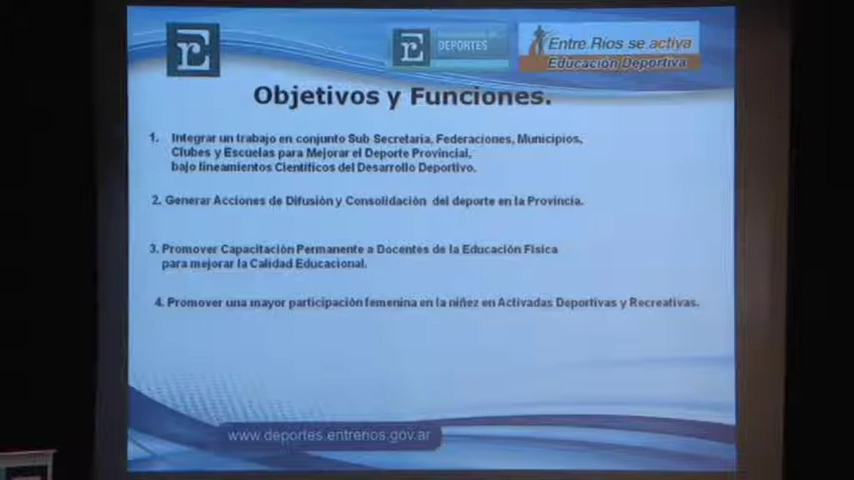 Er
Er DEPORTES
Entre Ríos se activa
Educación Deportiva
Objetivos y Funciones.
1. Integrar un trabajo en conjunto Sub Secretaria, Federaciones, Municipios,
Clubes y Escuelas para Mejorar el Deporte Provincial,
bajo lineamientos Científicos del Desarrollo Deportivo.
2. Generar Acciones de Difusión y Consolidación del deporte en la Provincia.
3. Promover Capacitación Permanente a Docentes de la Educación Física
para mejorar la Calidad Educacional.
4. Promover una mayor participación femenina en la niñez en Activadas Deportivas y Recreativas.
www.deportes.entrerios.gov.ar